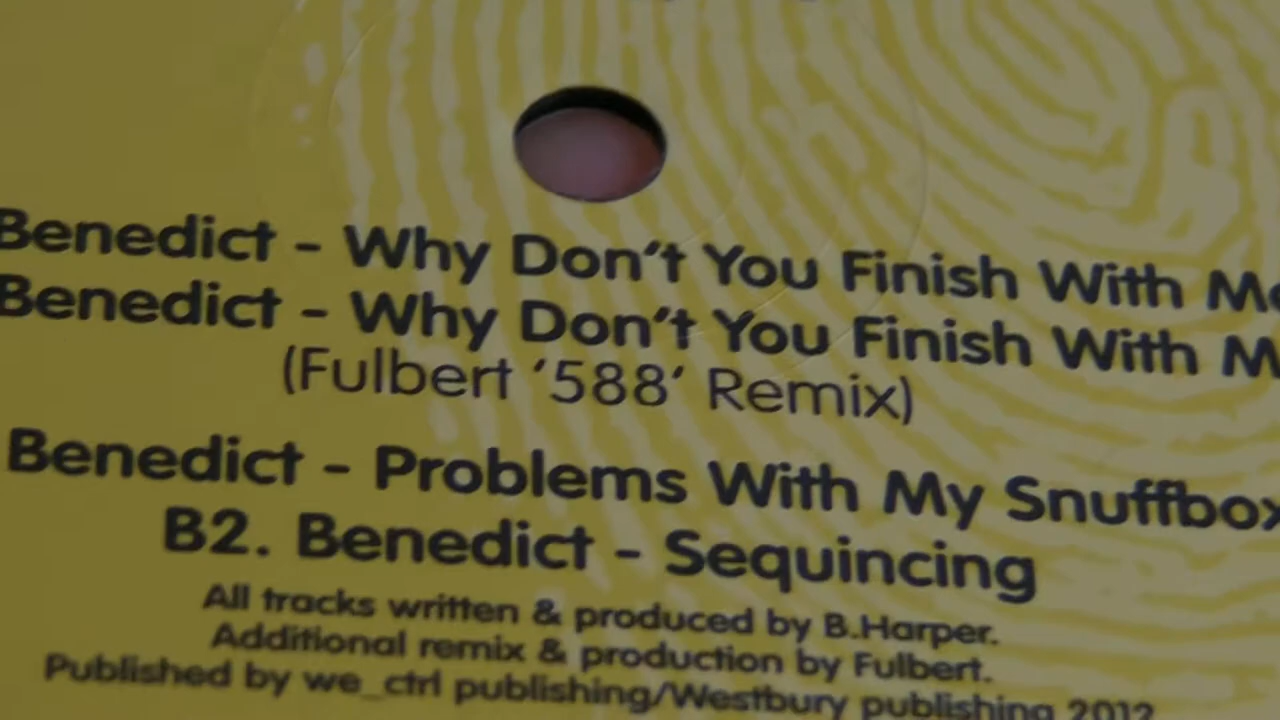 Benedict - Why Don't You Finish With Me
Benedict - Why Don't You Finish With M
(Fulbert '588' Remix)
Benedict - Problems With My Snuffbox
B2. Benedict - Sequincing
All tracks written & produced by B.Harper.
Additional remix & production by Fulbert.
Published by we_ctrl publishing/Westbury publishing 2012